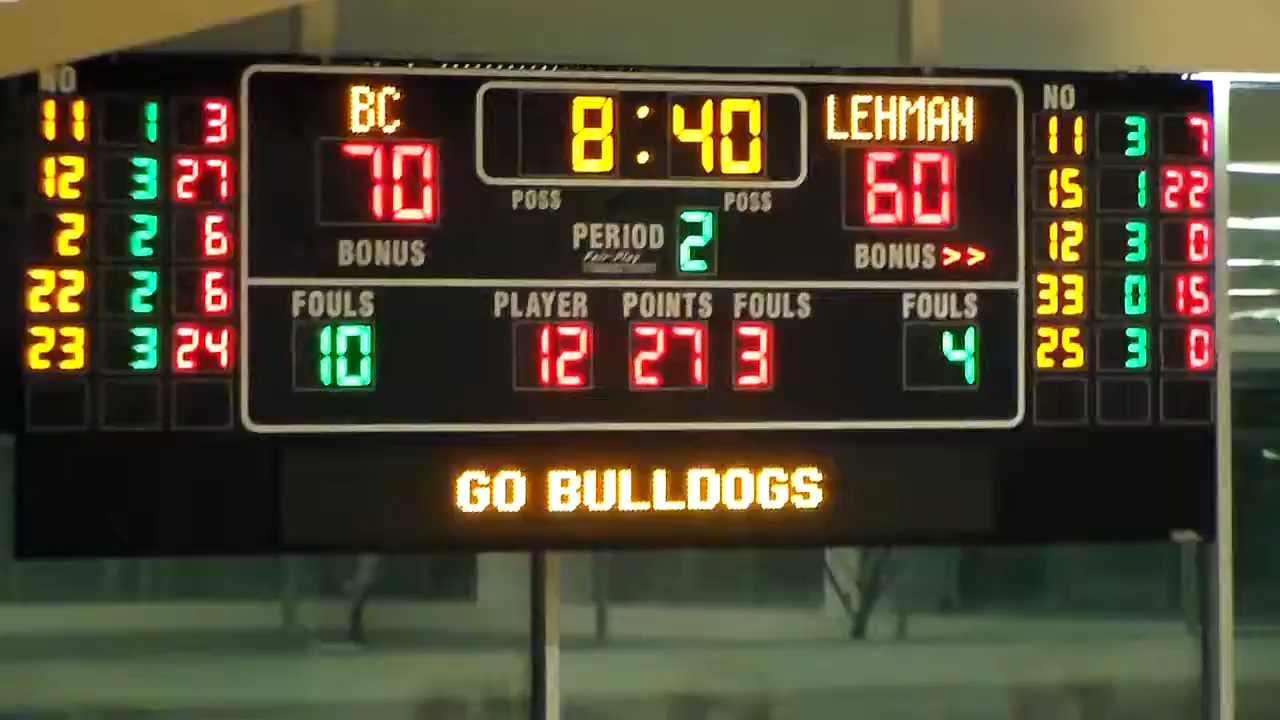 NO
11 1 3
12 3 27
2 2 6
22 2 6
23 3 24
BC
70
BONUS
8:40
POSS POSS
PERIOD 2
Fair-Play
LEHMAN
60
BONUS >>
FOULS
10
PLAYER POINTS FOULS
12 27 3
FOULS
4
NO
11 3 7
15 1 22
12 3 0
33 0 15
25 3 0
GO BULLDOGS